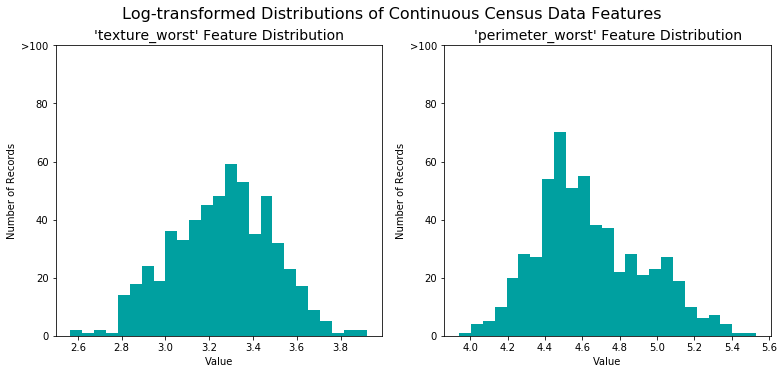 Log-transformed Distributions of Continuous Census Data Features
'texture_worst' Feature Distribution
>100
80
60
40
20
0
Number of Records
2.6 2.8 3.0 3.2 3.4 3.6 3.8
Value
'perimeter_worst' Feature Distribution
>100
80
60
40
20
0
Number of Records
4.0 4.2 4.4 4.6 4.8 5.0 5.2 5.4 5.6
Value